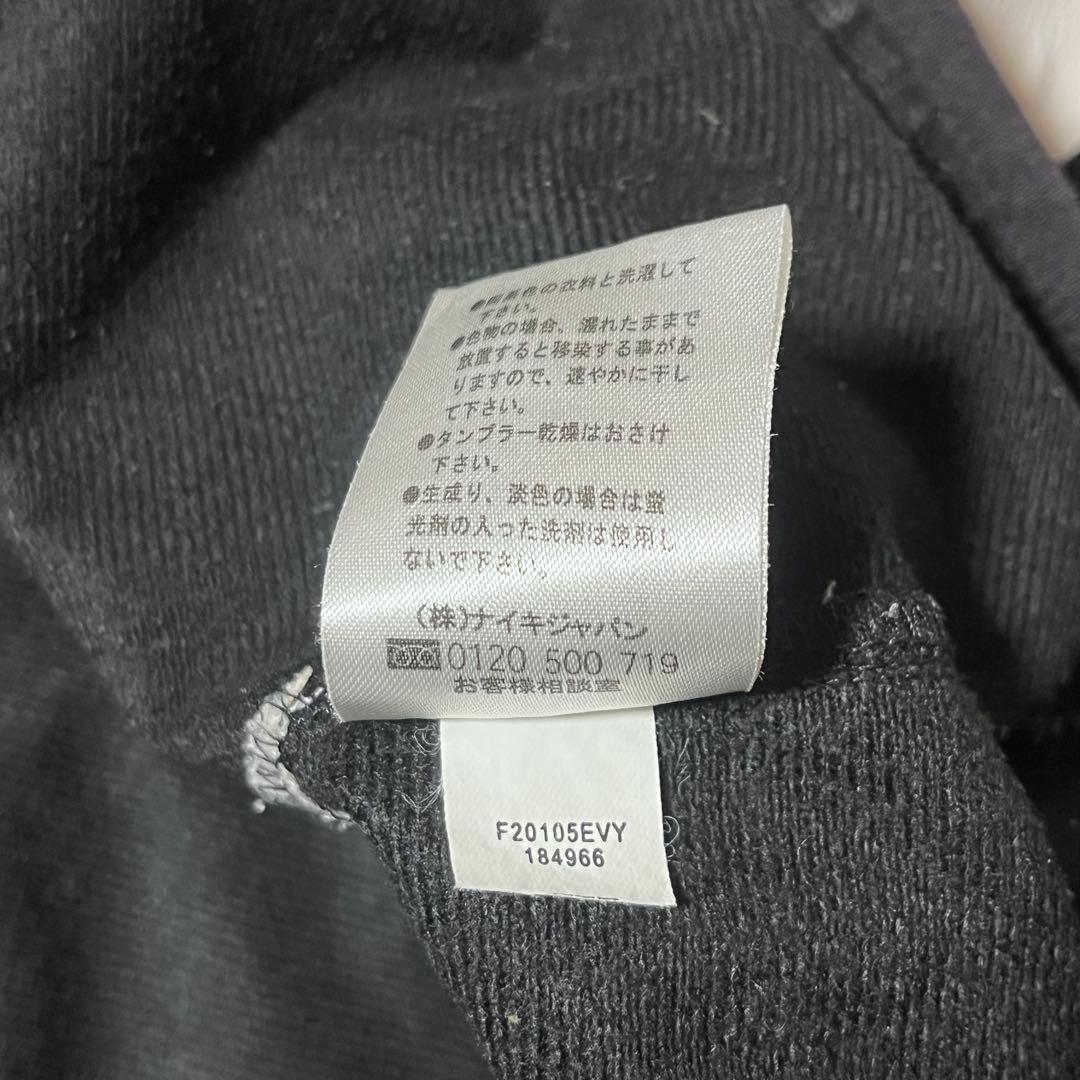 ●同系色の衣料と洗濯して
下さい。
●色物の場合、濡れたままで
放置すると移染する事があ
りますので、速やかに干し
て下さい。
●タンブラー乾燥はおさけ
下さい。
●生成り、淡色の場合は蛍
光剤の入った洗剤は使用し
ないで下さい。
(株)ナイキジャパン
0120 500 719
お客様相談室
F20105EVY
184966